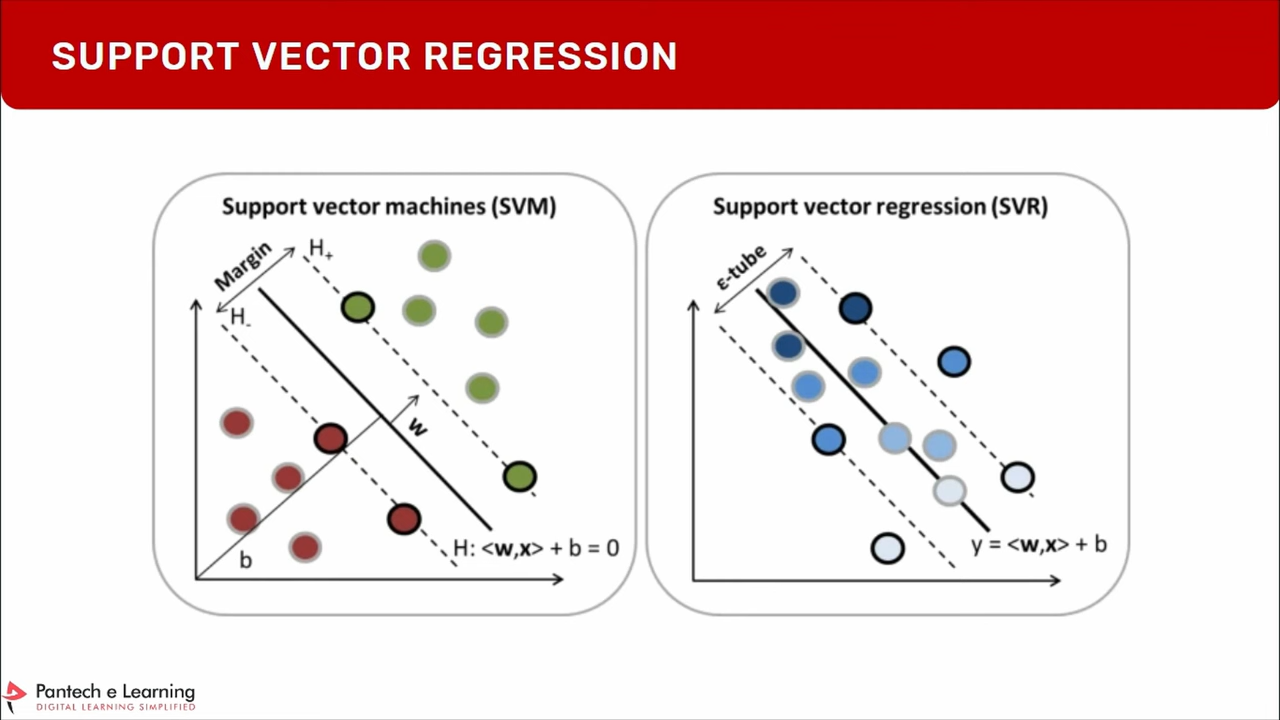 SUPPORT VECTOR REGRESSION
Support vector machines (SVM)
Margin
H₊
H₋
w
b
H: <w,x> + b = 0
Support vector regression (SVR)
ε-tube
y = <w,x> + b
Pantech e Learning
DIGITAL LEARNING SIMPLIFIED